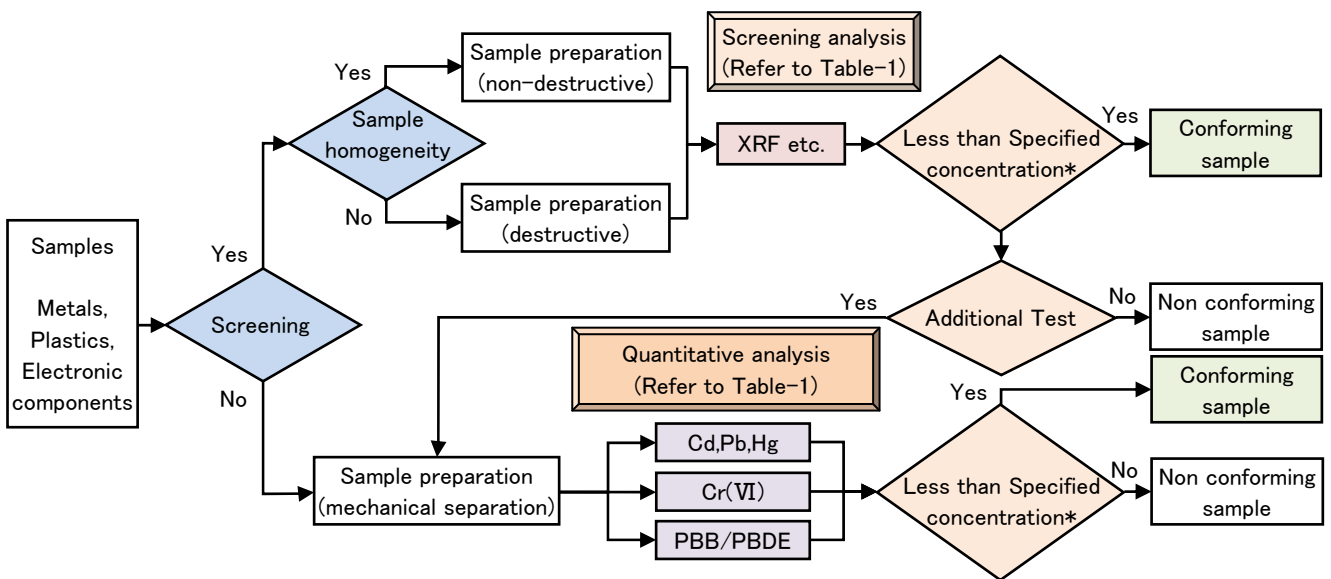 Samples
Metals,
Plastics,
Electronic
components
Screening
Yes
No
Sample
homogeneity
Yes
No
Sample preparation
(non-destructive)
Sample preparation
(destructive)
Screening analysis
(Refer to Table-1)
XRF etc.
Less than Specified
concentration*
Yes
Conforming
sample
Additional Test
Yes
No
Non conforming
sample
Quantitative analysis
(Refer to Table-1)
Sample preparation
(mechanical separation)
Cd,Pb,Hg
Cr(Ⅵ)
PBB/PBDE
Less than Specified
concentration*
Yes
Conforming
sample
No
Non conforming
sample